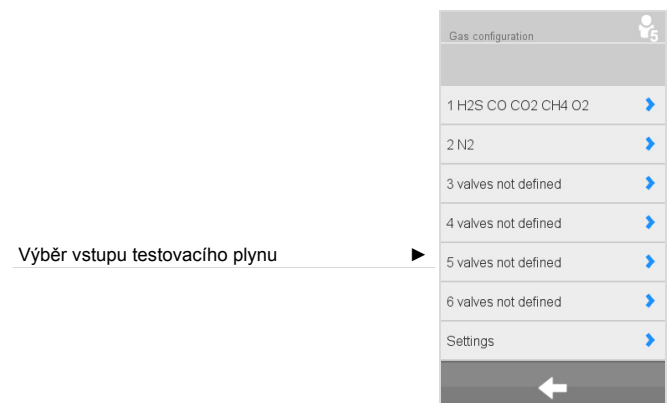 Gas configuration
5
1 H2S CO CO2 CH4 O2
2 N2
3 valves not defined
4 valves not defined
Výběr vstupu testovacího plynu ►
5 valves not defined
6 valves not defined
Settings